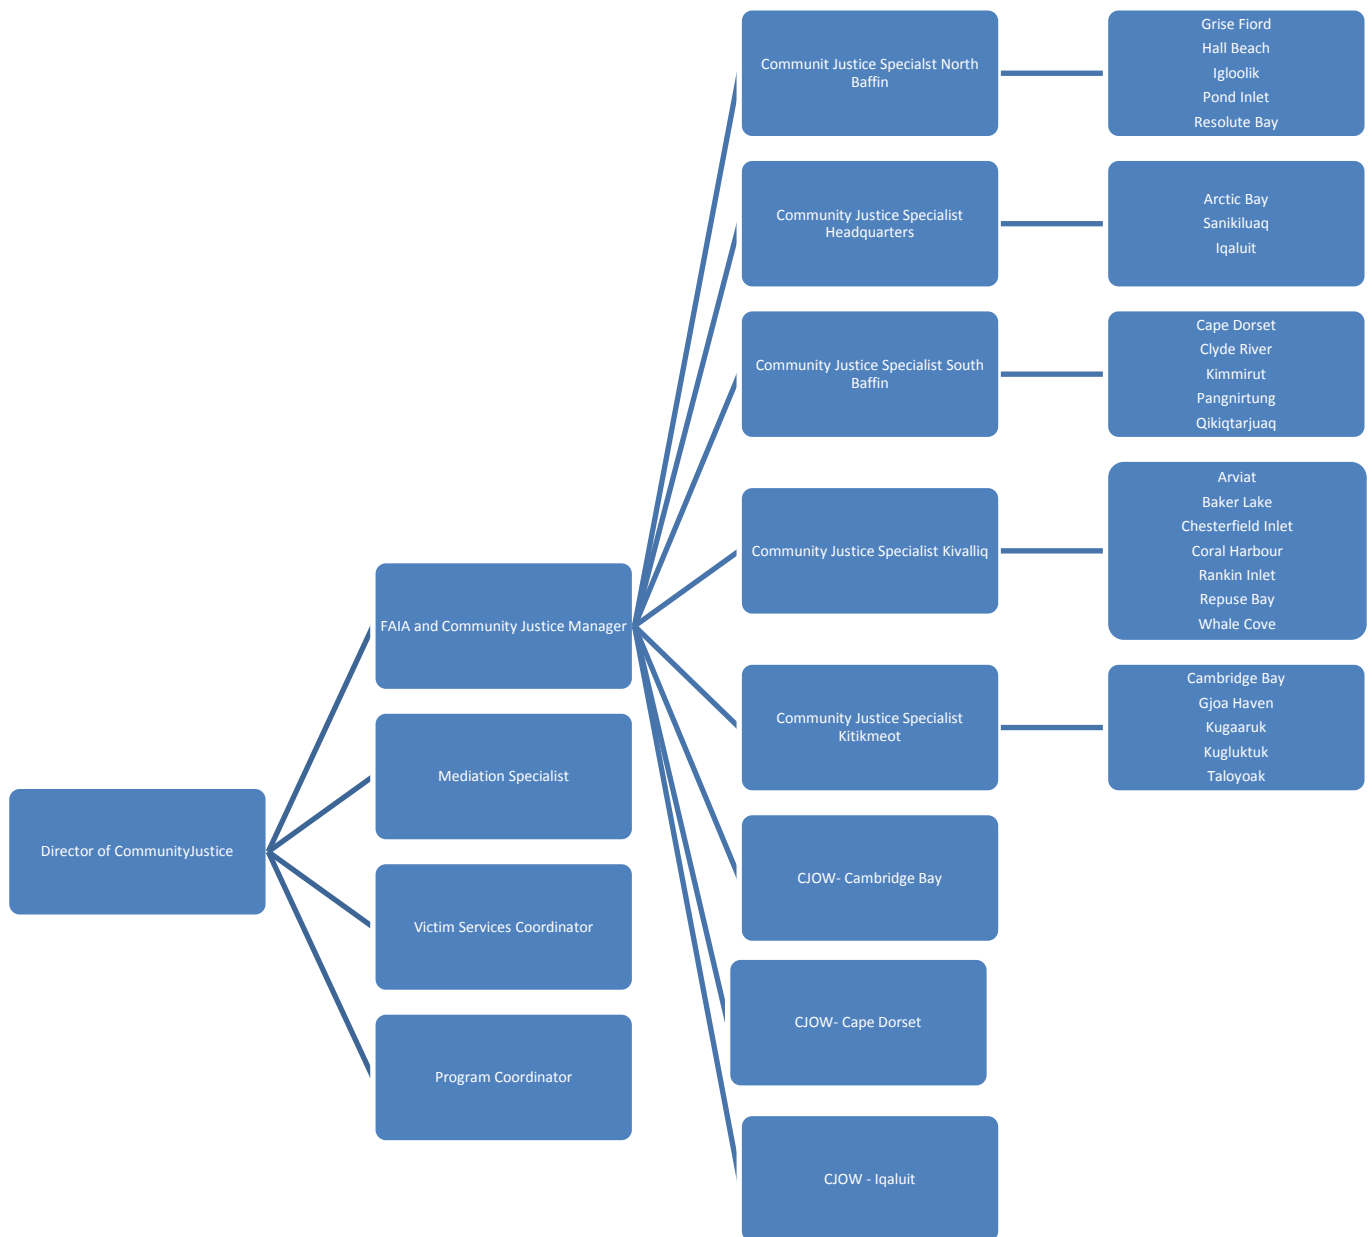 Director of CommunityJustice
FAIA and Community Justice Manager
Mediation Specialist
Victim Services Coordinator
Program Coordinator
Communit Justice Specialst North
Baffin
Grise Fiord
Hall Beach
Igloolik
Pond Inlet
Resolute Bay
Community Justice Specialist
Headquarters
Arctic Bay
Sanikiluaq
Iqaluit
Community Justice Specialist South
Baffin
Cape Dorset
Clyde River
Kimmirut
Pangnirtung
Qikiqtarjuaq
Community Justice Specialist Kivalliq
Arviat
Baker Lake
Chesterfield Inlet
Coral Harbour
Rankin Inlet
Repuse Bay
Whale Cove
Community Justice Specialist
Kitikmeot
Cambridge Bay
Gjoa Haven
Kugaaruk
Kugluktuk
Taloyoak
CJOW- Cambridge Bay
CJOW- Cape Dorset
CJOW - Iqaluit